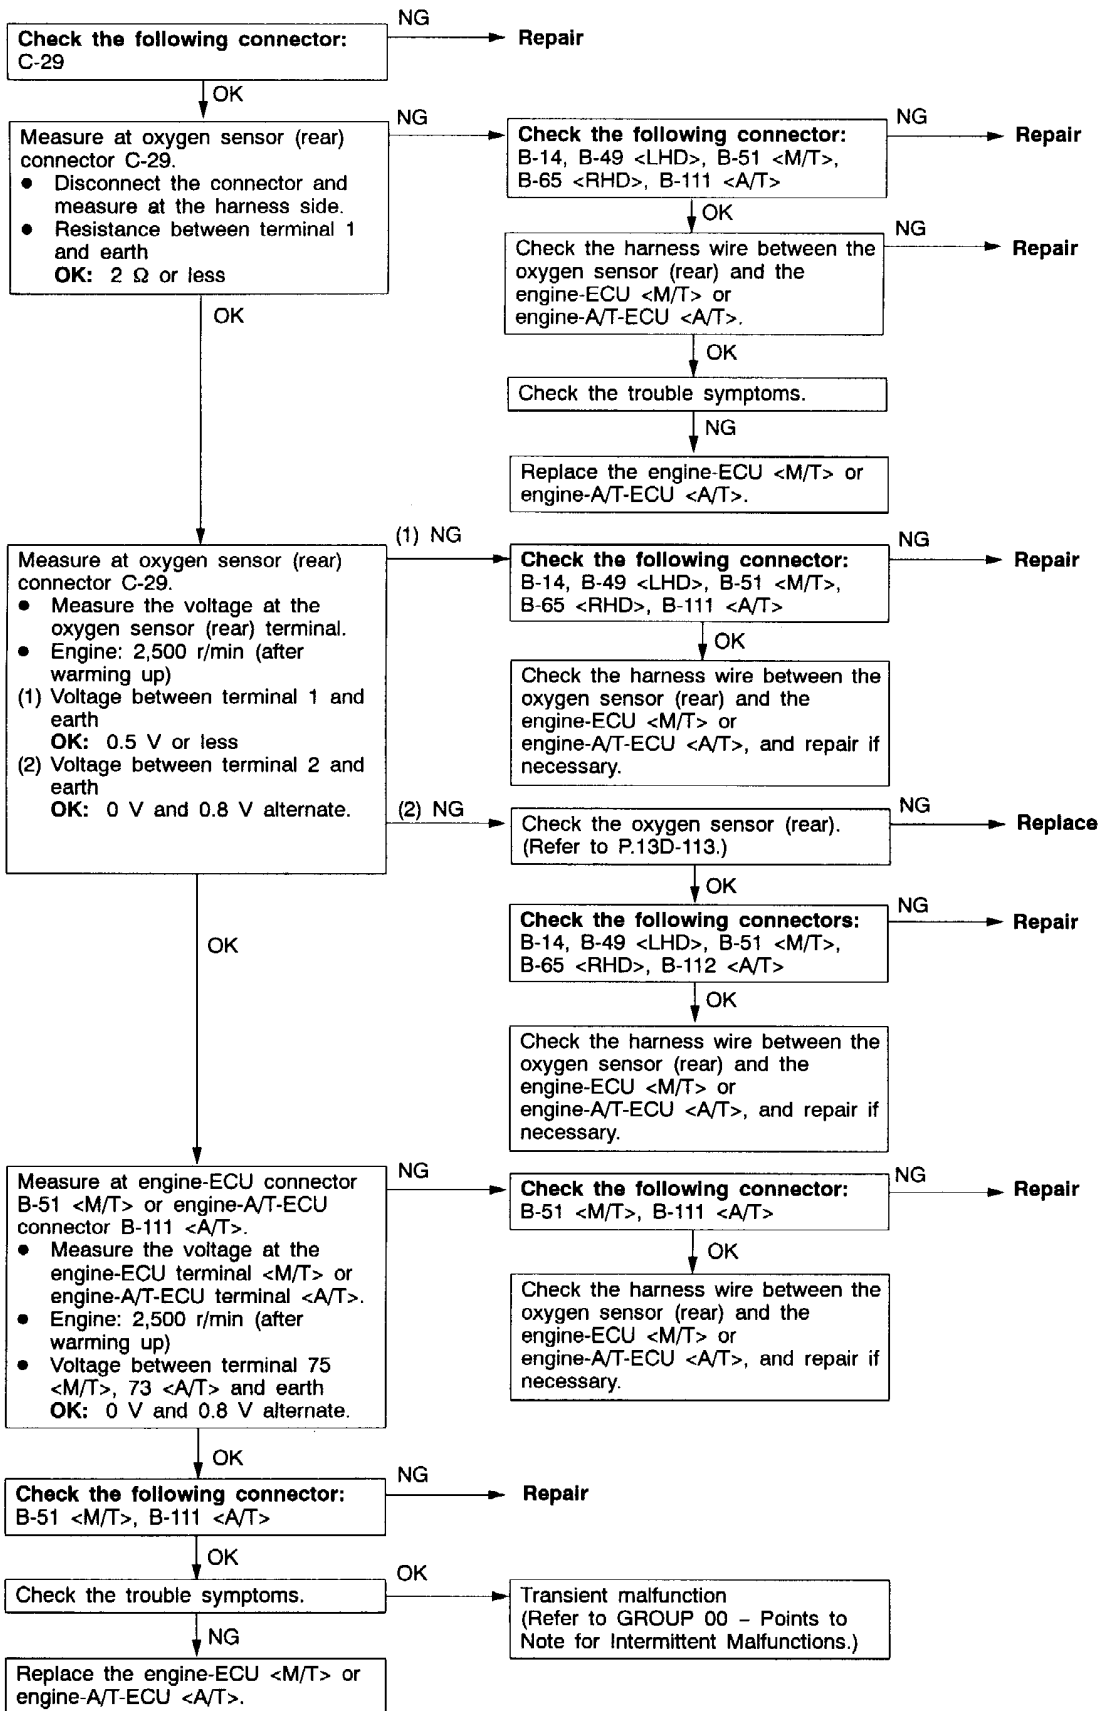 Check the following connector:
C-29
NG
Repair
OK
Measure at oxygen sensor (rear)
connector C-29.
● Disconnect the connector and
measure at the harness side.
● Resistance between terminal 1
and earth
OK: 2 Ω or less
NG
Check the following connector:
B-14, B-49 <LHD>, B-51 <M/T>,
B-65 <RHD>, B-111 <A/T>
NG
Repair
OK
Check the harness wire between the
oxygen sensor (rear) and the
engine-ECU <M/T> or
engine-A/T-ECU <A/T>.
NG
Repair
OK
Check the trouble symptoms.
NG
Replace the engine-ECU <M/T> or
engine-A/T-ECU <A/T>.
OK
Measure at oxygen sensor (rear)
connector C-29.
● Measure the voltage at the
oxygen sensor (rear) terminal.
● Engine: 2,500 r/min (after
warming up)
(1) Voltage between terminal 1 and
earth
OK: 0.5 V or less
(2) Voltage between terminal 2 and
earth
OK: 0 V and 0.8 V alternate.
(1) NG
Check the following connector:
B-14, B-49 <LHD>, B-51 <M/T>,
B-65 <RHD>, B-111 <A/T>
NG
Repair
OK
Check the harness wire between the
oxygen sensor (rear) and the
engine-ECU <M/T> or
engine-A/T-ECU <A/T>, and repair if
necessary.
(2) NG
Check the oxygen sensor (rear).
(Refer to P.13D-113.)
NG
Replace
OK
Check the following connectors:
B-14, B-49 <LHD>, B-51 <M/T>,
B-65 <RHD>, B-112 <A/T>
NG
Repair
OK
Check the harness wire between the
oxygen sensor (rear) and the
engine-ECU <M/T> or
engine-A/T-ECU <A/T>, and repair if
necessary.
OK
Measure at engine-ECU connector
B-51 <M/T> or engine-A/T-ECU
connector B-111 <A/T>.
● Measure the voltage at the
engine-ECU terminal <M/T> or
engine-A/T-ECU terminal <A/T>.
● Engine: 2,500 r/min (after
warming up)
● Voltage between terminal 75
<M/T>, 73 <A/T> and earth
OK: 0 V and 0.8 V alternate.
NG
Check the following connector:
B-51 <M/T>, B-111 <A/T>
NG
Repair
OK
Check the harness wire between the
oxygen sensor (rear) and the
engine-ECU <M/T> or
engine-A/T-ECU <A/T>, and repair if
necessary.
OK
Check the following connector:
B-51 <M/T>, B-111 <A/T>
NG
Repair
OK
Check the trouble symptoms.
OK
Transient malfunction
(Refer to GROUP 00 – Points to
Note for Intermittent Malfunctions.)
NG
Replace the engine-ECU <M/T> or
engine-A/T-ECU <A/T>.